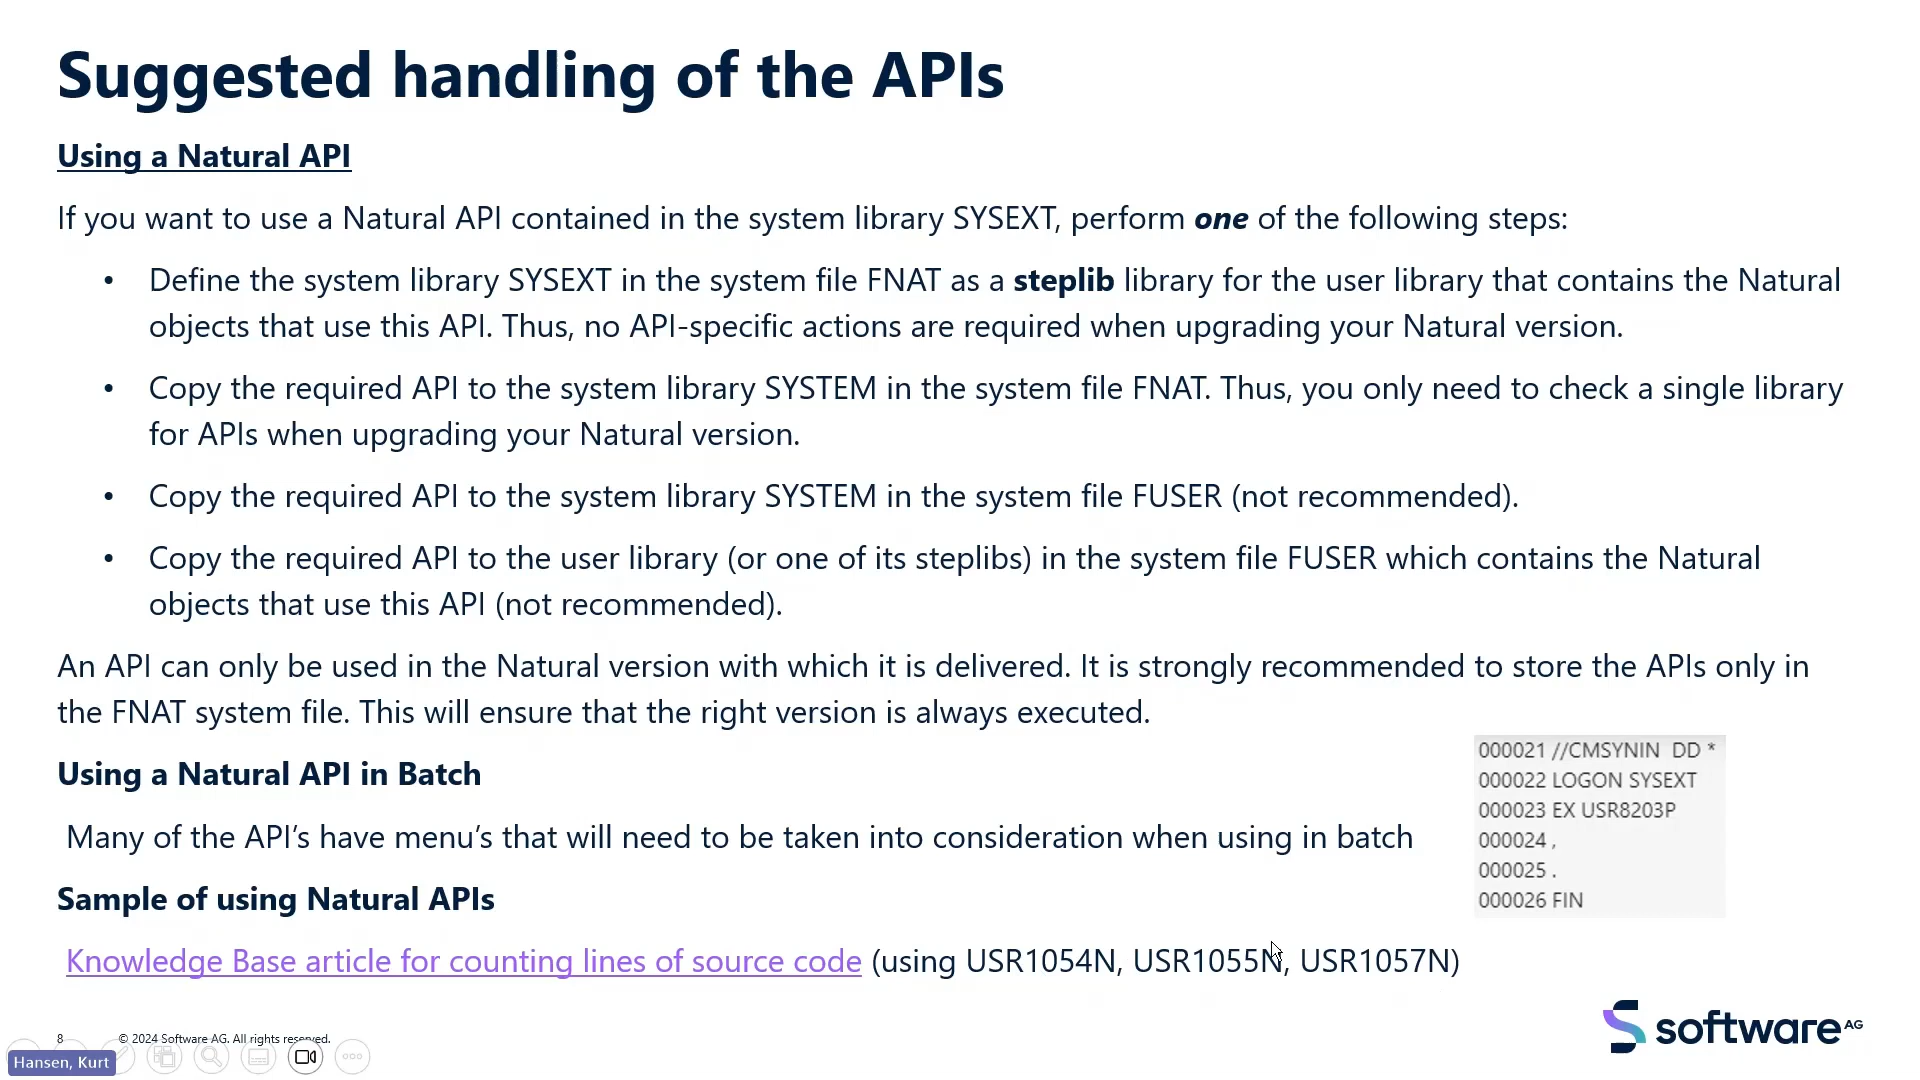 Suggested handling of the APIs
Using a Natural API
If you want to use a Natural API contained in the system library SYSEXT, perform one of the following steps:
• Define the system library SYSEXT in the system file FNAT as a steplib library for the user library that contains the Natural
objects that use this API. Thus, no API-specific actions are required when upgrading your Natural version.
• Copy the required API to the system library SYSTEM in the system file FNAT. Thus, you only need to check a single library
for APIs when upgrading your Natural version.
• Copy the required API to the system library SYSTEM in the system file FUSER (not recommended).
• Copy the required API to the user library (or one of its steplibs) in the system file FUSER which contains the Natural
objects that use this API (not recommended).
An API can only be used in the Natural version with which it is delivered. It is strongly recommended to store the APIs only in
the FNAT system file. This will ensure that the right version is always executed.
Using a Natural API in Batch
Many of the API’s have menu’s that will need to be taken into consideration when using in batch
000021 //CMSYNIN  DD *
000022 LOGON SYSEXT
000023 EX USR8203P
000024 ,
000025 .
000026 FIN
Sample of using Natural APIs
Knowledge Base article for counting lines of source code (using USR1054N, USR1055N, USR1057N)
8
© 2024 Software AG. All rights reserved.
Hansen, Kurt
software AG